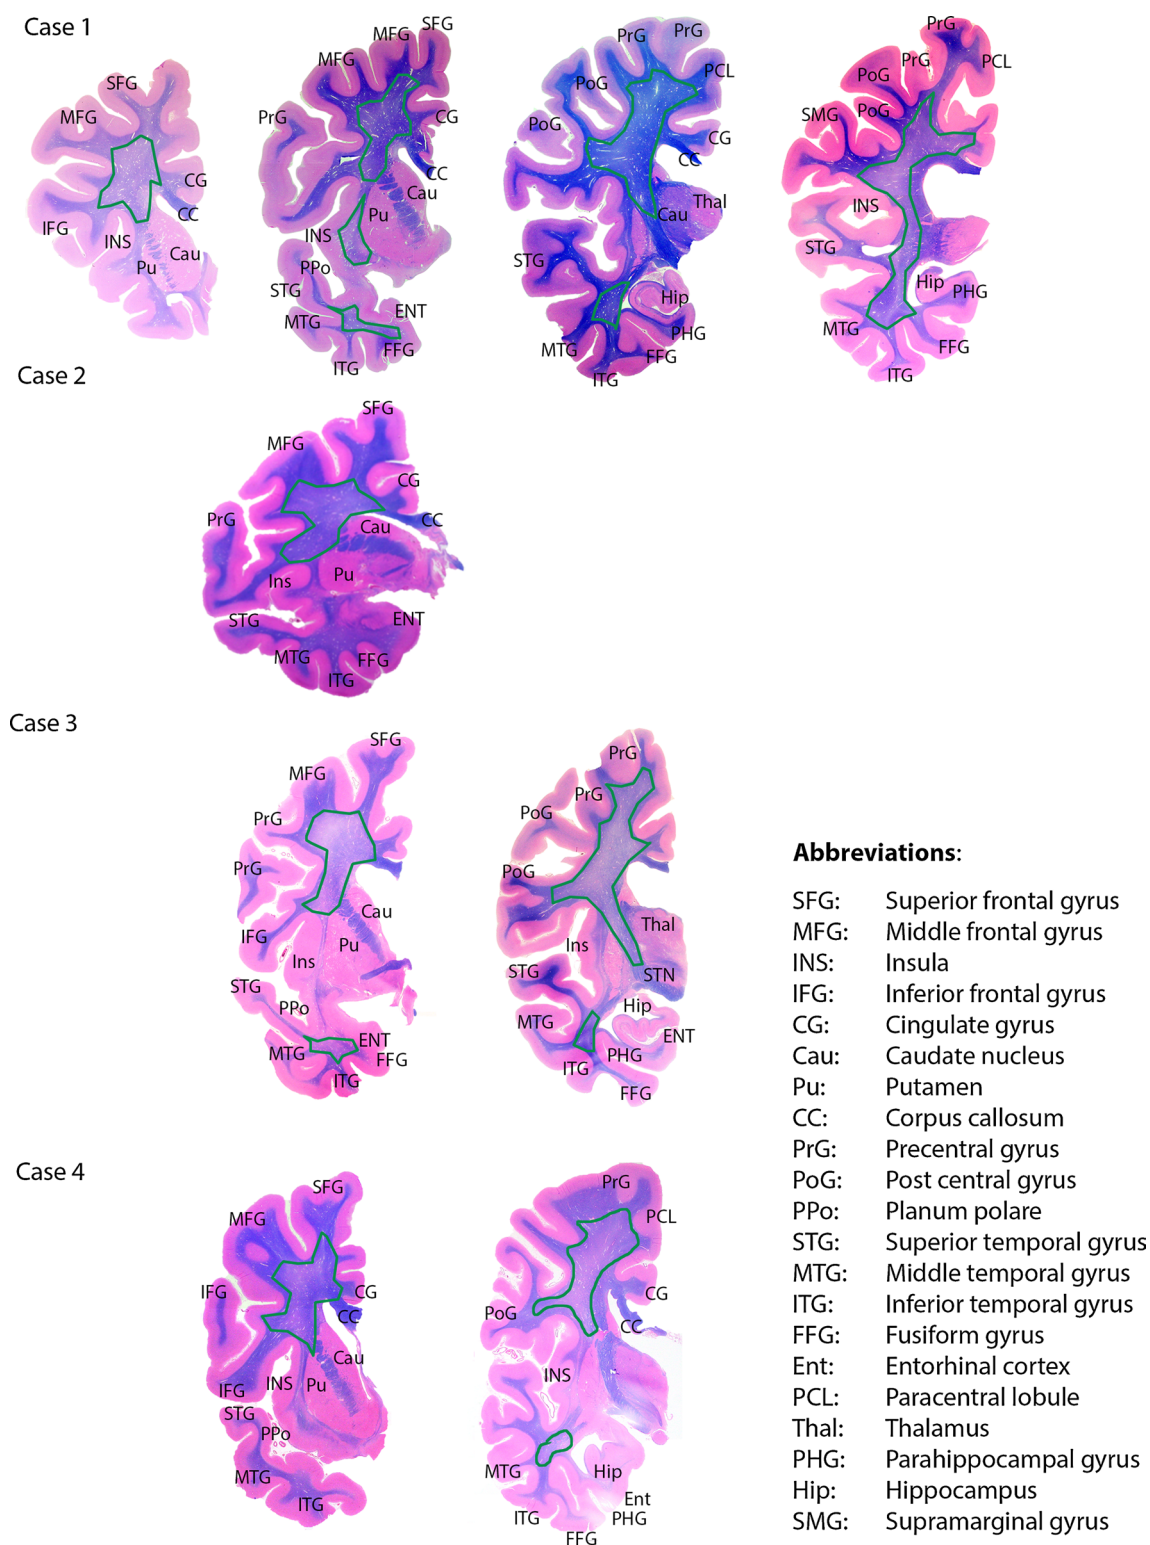 Case 1
SFG
MFG
IFG
INS
CG
CC
Cau
Pu
SFG
MFG
MFG
PrG
CG
CC
Cau
Pu
INS
PPo
STG
MTG
ENT
FFG
ITG
PrG
PrG
PCL
PoG
PoG
CG
CC
Thal
Cau
STG
Hip
PHG
MTG
FFG
ITG
PrG
PrG
PCL
PoG
SMG
PoG
INS
STG
Hip
PHG
MTG
FFG
ITG
Case 2
SFG
MFG
CG
PrG
CC
Cau
Ins
Pu
STG
ENT
MTG
FFG
ITG
Case 3
SFG
MFG
PrG
PrG
Cau
IFG
Pu
Ins
STG
PPo
ENT
MTG
FFG
ITG
PrG
PrG
PoG
PoG
Thal
Ins
STG
STN
Hip
MTG
ENT
PHG
ITG
FFG
Case 4
SFG
MFG
IFG
CG
CC
Cau
INS
Pu
IFG
STG
PPo
MTG
ITG
PrG
PCL
CG
PoG
CC
INS
MTG
Hip
Ent
ITG
PHG
FFG
Abbreviations:
SFG: Superior frontal gyrus
MFG: Middle frontal gyrus
INS: Insula
IFG: Inferior frontal gyrus
CG: Cingulate gyrus
Cau: Caudate nucleus
Pu: Putamen
CC: Corpus callosum
PrG: Precentral gyrus
PoG: Post central gyrus
PPo: Planum polare
STG: Superior temporal gyrus
MTG: Middle temporal gyrus
ITG: Inferior temporal gyrus
FFG: Fusiform gyrus
Ent: Entorhinal cortex
PCL: Paracentral lobule
Thal: Thalamus
PHG: Parahippocampal gyrus
Hip: Hippocampus
SMG: Supramarginal gyrus